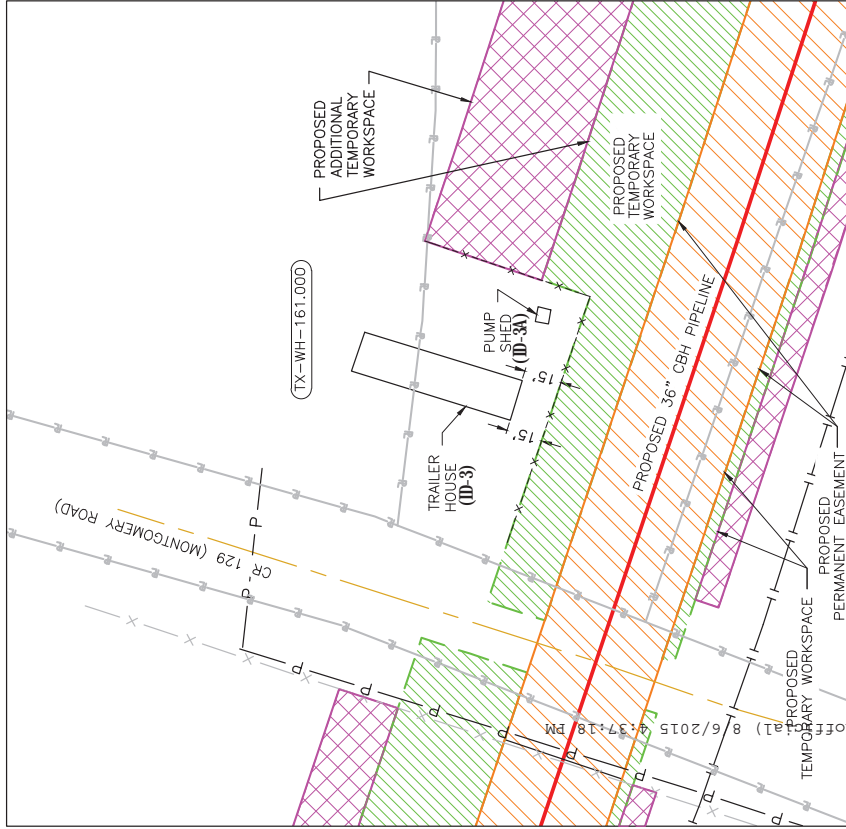 PROPOSED
ADDITIONAL
TEMPORARY
WORKSPACE
TX-WH-161.000
PROPOSED
TEMPORARY
WORKSPACE
PUMP
SHED
(ID-3A)
15'
15'
TRAILER
HOUSE
(ID-3)
PROPOSED 36" CBH PIPELINE
CR 129 (MONTGOMERY ROAD)
P
P
P
P
P
P
P
P
P
PROPOSED
TEMPORARY WORKSPACE
PROPOSED
PERMANENT EASEMENT
official) 8/6/2015 4:37:18 PM